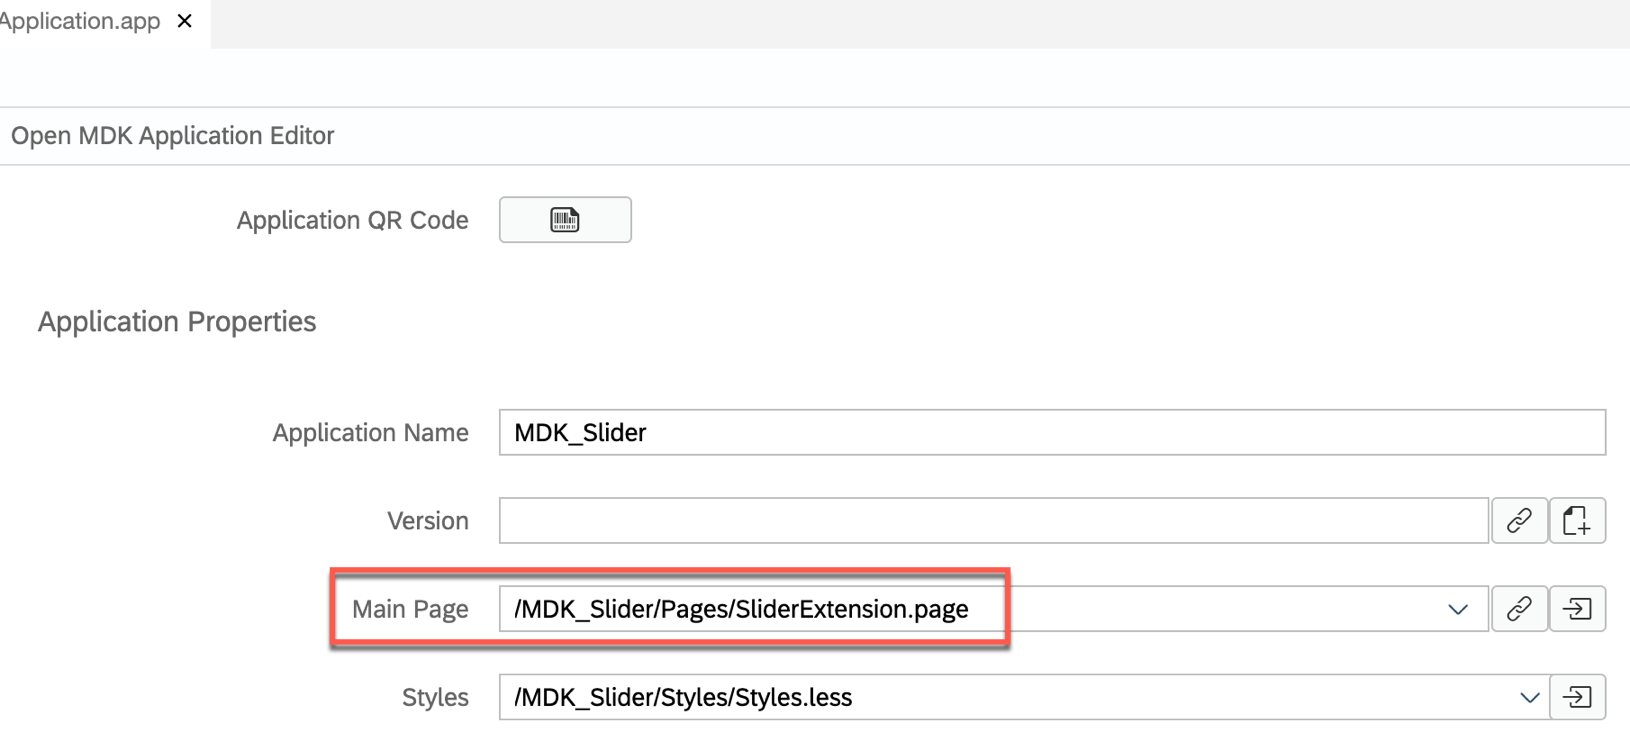 Application.app ×
Open MDK Application Editor
Application QR Code
Application Properties
Application Name MDK_Slider
Version
Main Page /MDK_Slider/Pages/SliderExtension.page
Styles /MDK_Slider/Styles/Styles.less